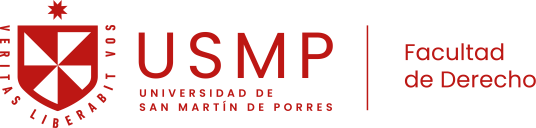 VERITAS LIBERABIT VOS
USMP
UNIVERSIDAD DE
SAN MARTÍN DE PORRES
Facultad
de Derecho